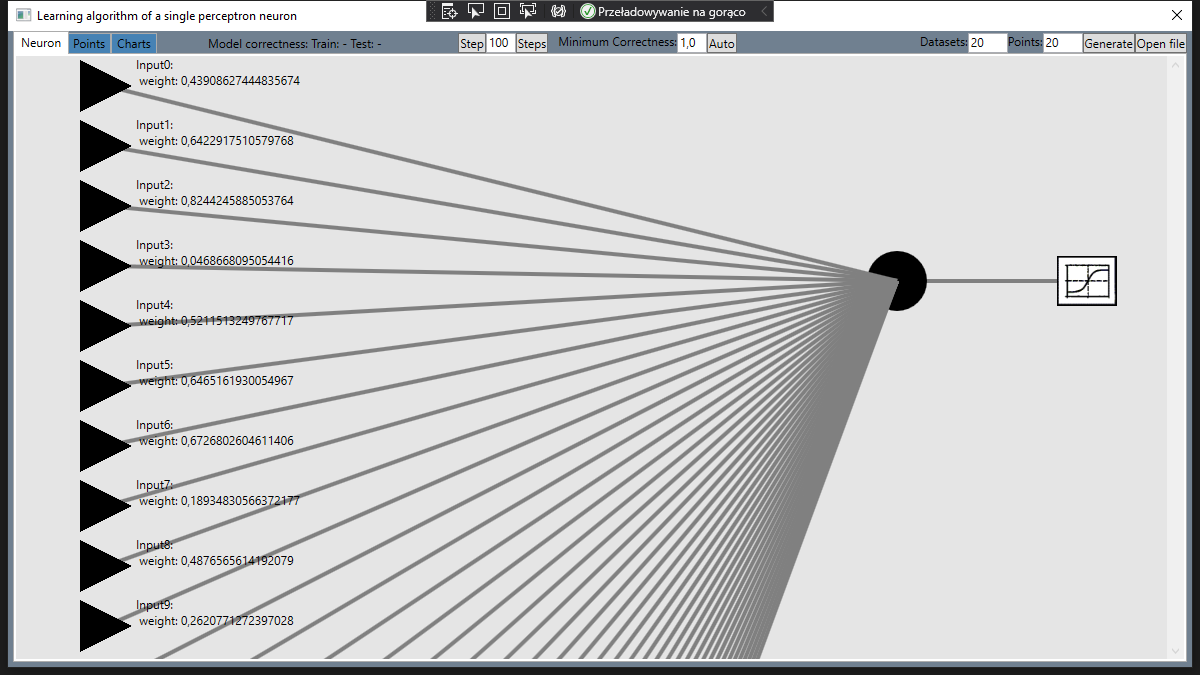 Learning algorithm of a single perceptron neuron
Przeładowywanie na gorąco
Neuron Points Charts Model correctness: Train: - Test: - Step 100 Steps Minimum Correctness: 1,0 Auto Datasets: 20 Points: 20 Generate Open file
Input0:
weight: 0,43908627444835674
Input1:
weight: 0,6422917510579768
Input2:
weight: 0,8244245885053764
Input3:
weight: 0,0468668095054416
Input4:
weight: 0,5211513249767717
Input5:
weight: 0,6465161930054967
Input6:
weight: 0,6726802604611406
Input7:
weight: 0,18934830566372177
Input8:
weight: 0,4876565614192079
Input9:
weight: 0,2620771272397028